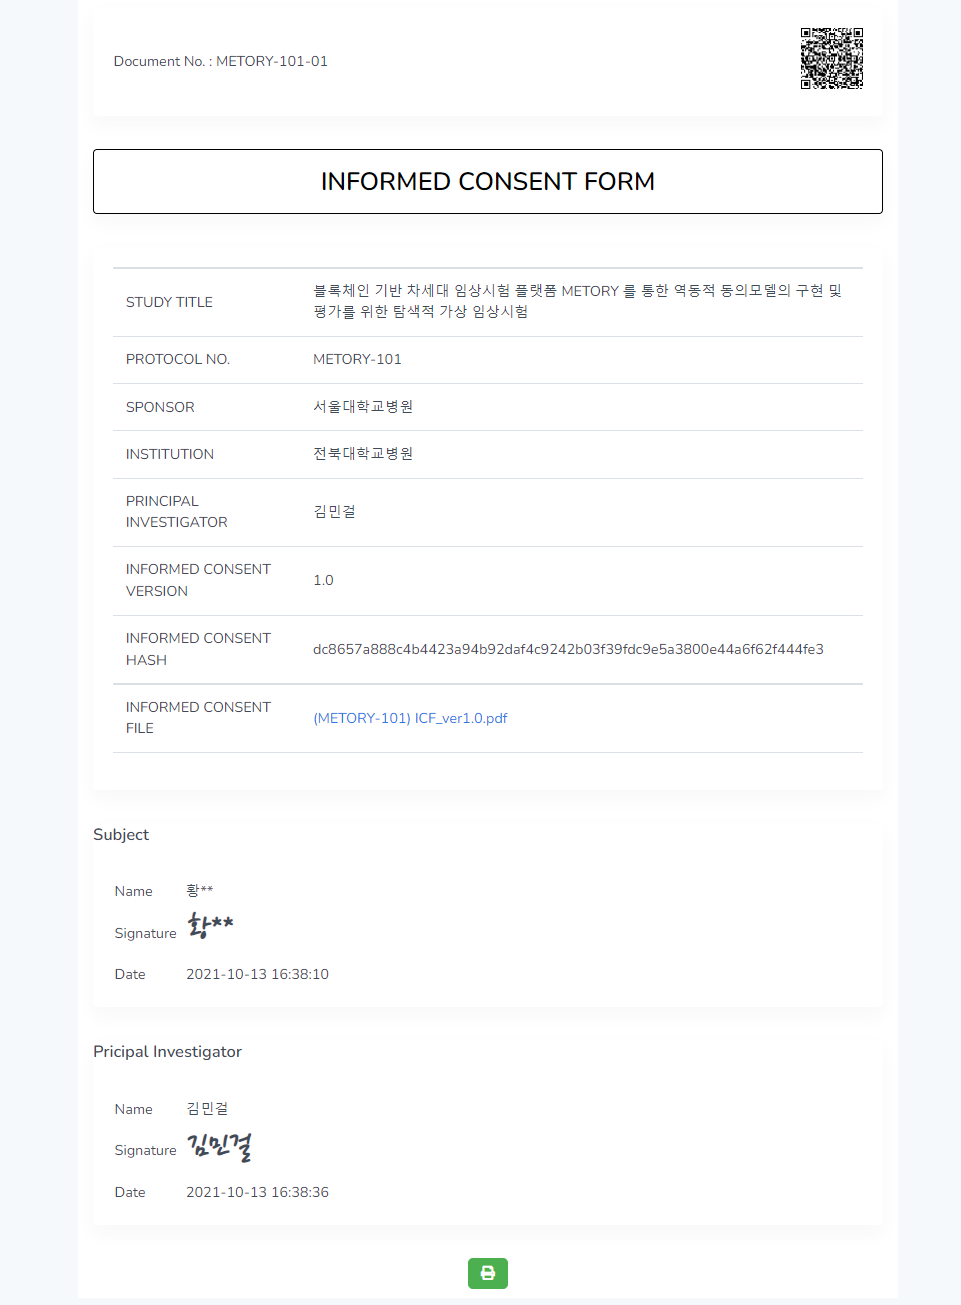 Document No. : METORY-101-01
INFORMED CONSENT FORM
STUDY TITLE
블록체인 기반 차세대 임상시험 플랫폼 METORY 를 통한 역동적 동의모델의 구현 및
평가를 위한 탐색적 가상 임상시험
PROTOCOL NO.
METORY-101
SPONSOR
서울대학교병원
INSTITUTION
전북대학교병원
PRINCIPAL
INVESTIGATOR
김민걸
INFORMED CONSENT
VERSION
1.0
INFORMED CONSENT
HASH
dc8657a888c4b4423a94b92daf4c9242b03f39fdc9e5a3800e44a6f62f444fe3
INFORMED CONSENT
FILE
(METORY-101) ICF_ver1.0.pdf
Subject
Name 황**
Signature 황**
Date 2021-10-13 16:38:10
Pricipal Investigator
Name 김민걸
Signature 김민걸
Date 2021-10-13 16:38:36